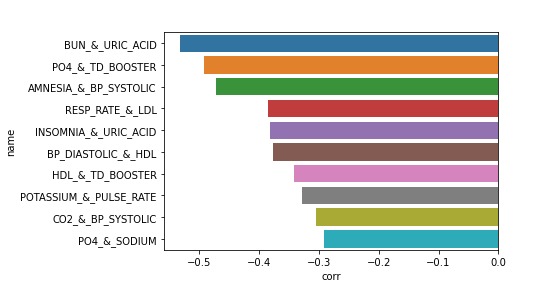 BUN_&_URIC_ACID
PO4_&_TD_BOOSTER
AMNESIA_&_BP_SYSTOLIC
RESP_RATE_&_LDL
INSOMNIA_&_URIC_ACID
BP_DIASTOLIC_&_HDL
HDL_&_TD_BOOSTER
POTASSIUM_&_PULSE_RATE
CO2_&_BP_SYSTOLIC
PO4_&_SODIUM
name
−0.5 −0.4 −0.3 −0.2 −0.1 0.0
corr